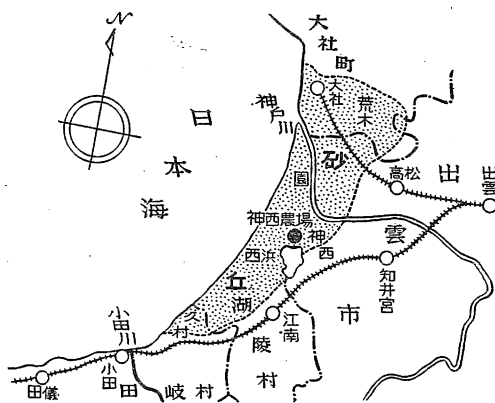 N
大社町
大社
荒木
神戸川
日本海
砂丘
園
高松
出雲市
出雲
神西農場
神西
西浜
湖陵村
知井宮
江南
久村
小田川
小田
田儀
田岐村